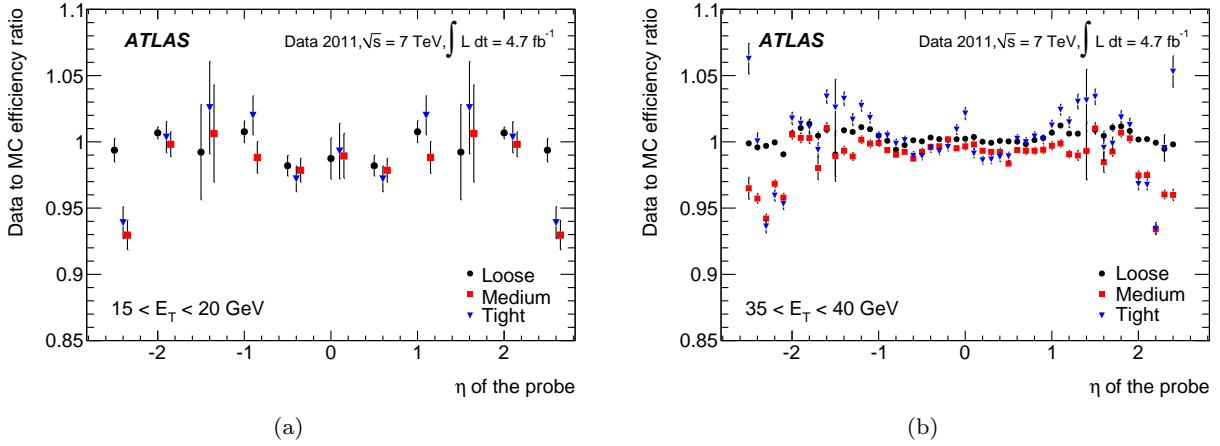 Data to MC efficiency ratio
1.1
1.05
1
0.95
0.9
0.85
ATLAS
Data 2011, √s = 7 TeV, ∫ L dt = 4.7 fb⁻¹
Loose
Medium
Tight
15 < E_T < 20 GeV
-2 -1 0 1 2
η of the probe
(a)
Data to MC efficiency ratio
1.1
1.05
1
0.95
0.9
0.85
ATLAS
Data 2011, √s = 7 TeV, ∫ L dt = 4.7 fb⁻¹
Loose
Medium
Tight
35 < E_T < 40 GeV
-2 -1 0 1 2
η of the probe
(b)